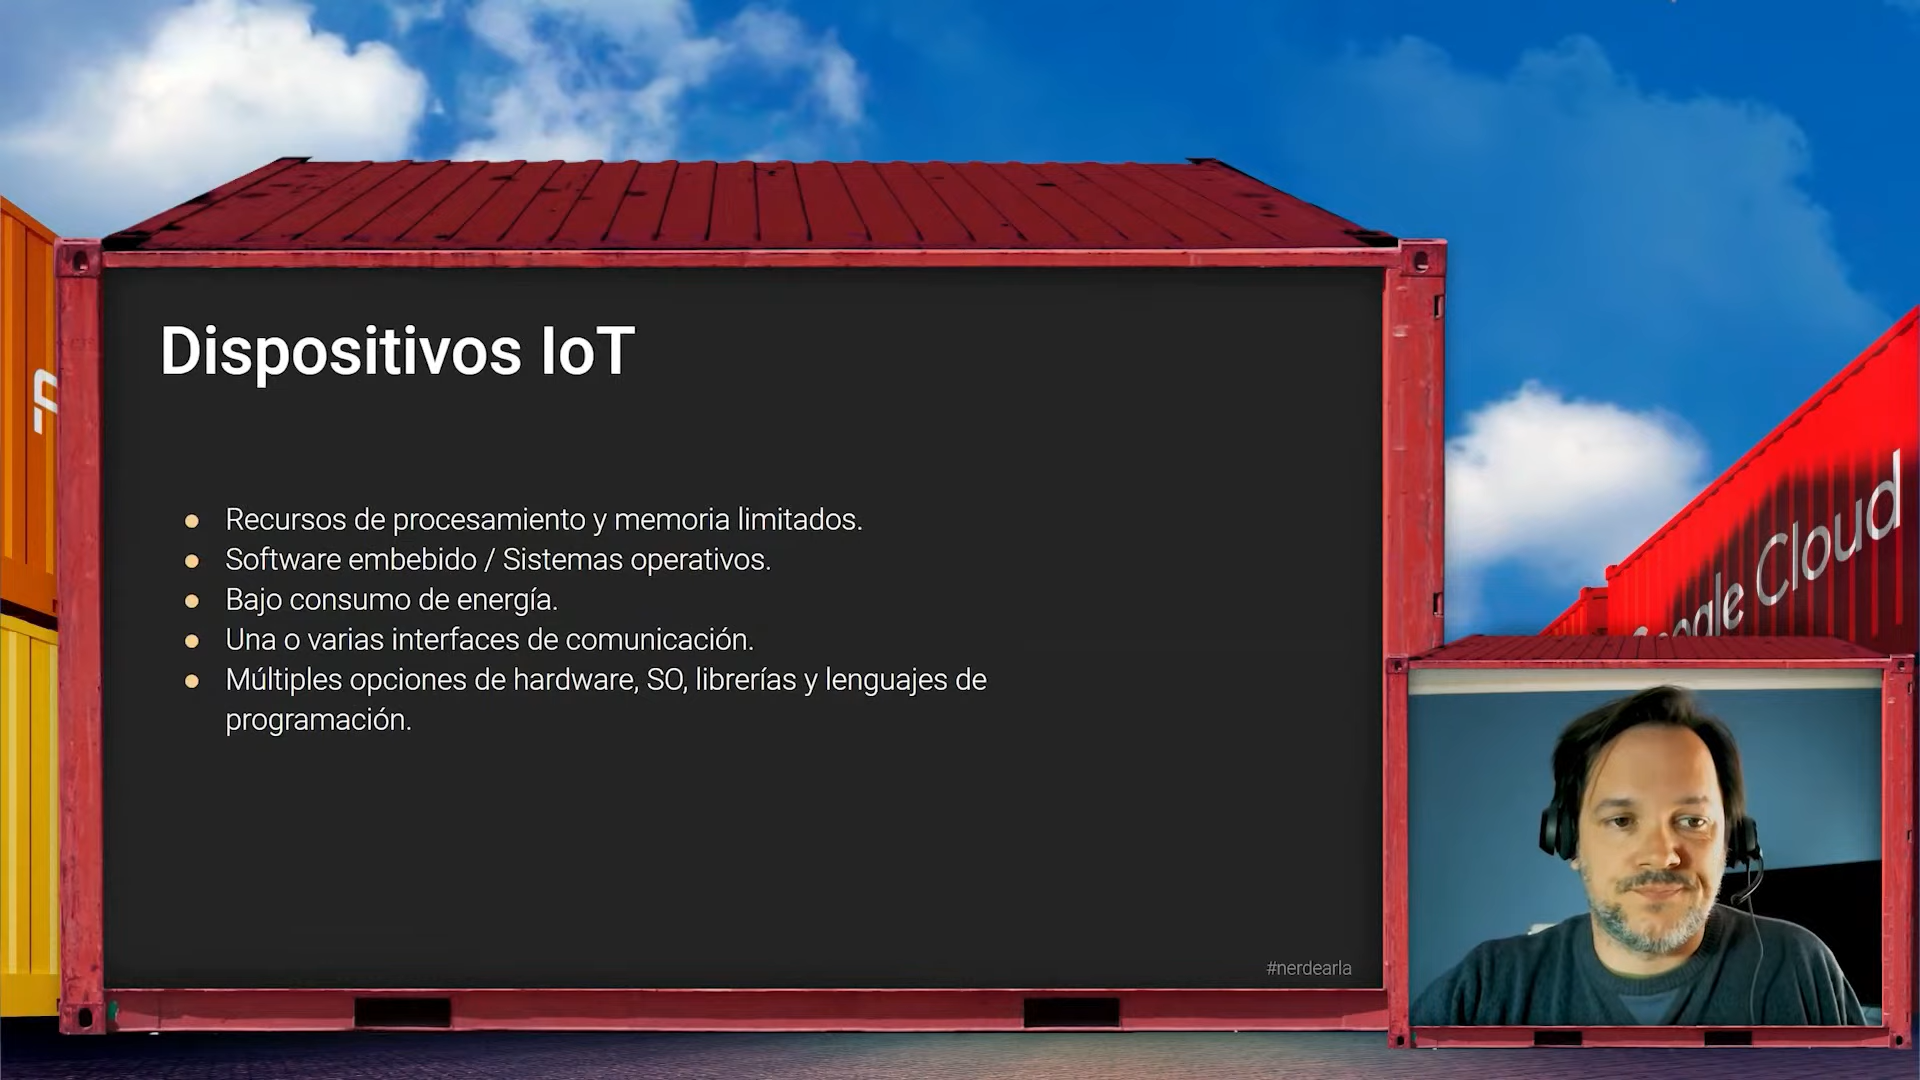 Dispositivos IoT
● Recursos de procesamiento y memoria limitados.
● Software embebido / Sistemas operativos.
● Bajo consumo de energía.
● Una o varias interfaces de comunicación.
● Múltiples opciones de hardware, SO, librerías y lenguajes de
programación.
#nerdearla
Google Cloud